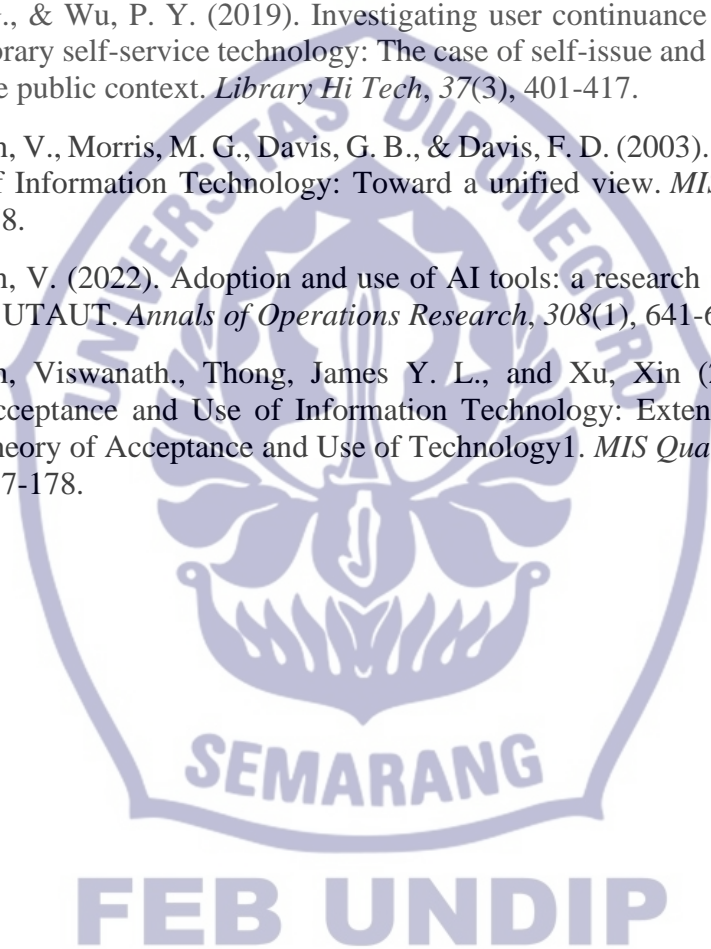 ., & Wu, P. Y. (2019). Investigating user continuance
orary self-service technology: The case of self-issue and
e public context. Library Hi Tech, 37(3), 401-417.
n, V., Morris, M. G., Davis, G. B., & Davis, F. D. (2003).
f Information Technology: Toward a unified view. MIS
8.
n, V. (2022). Adoption and use of AI tools: a research
UTAUT. Annals of Operations Research, 308(1), 641-6
n, Viswanath., Thong, James Y. L., and Xu, Xin (2
cceptance and Use of Information Technology: Exten
heory of Acceptance and Use of Technology1. MIS Qua
7-178.
UNIVERSITAS DIPONEGORO
SEMARANG
FEB UNDIP